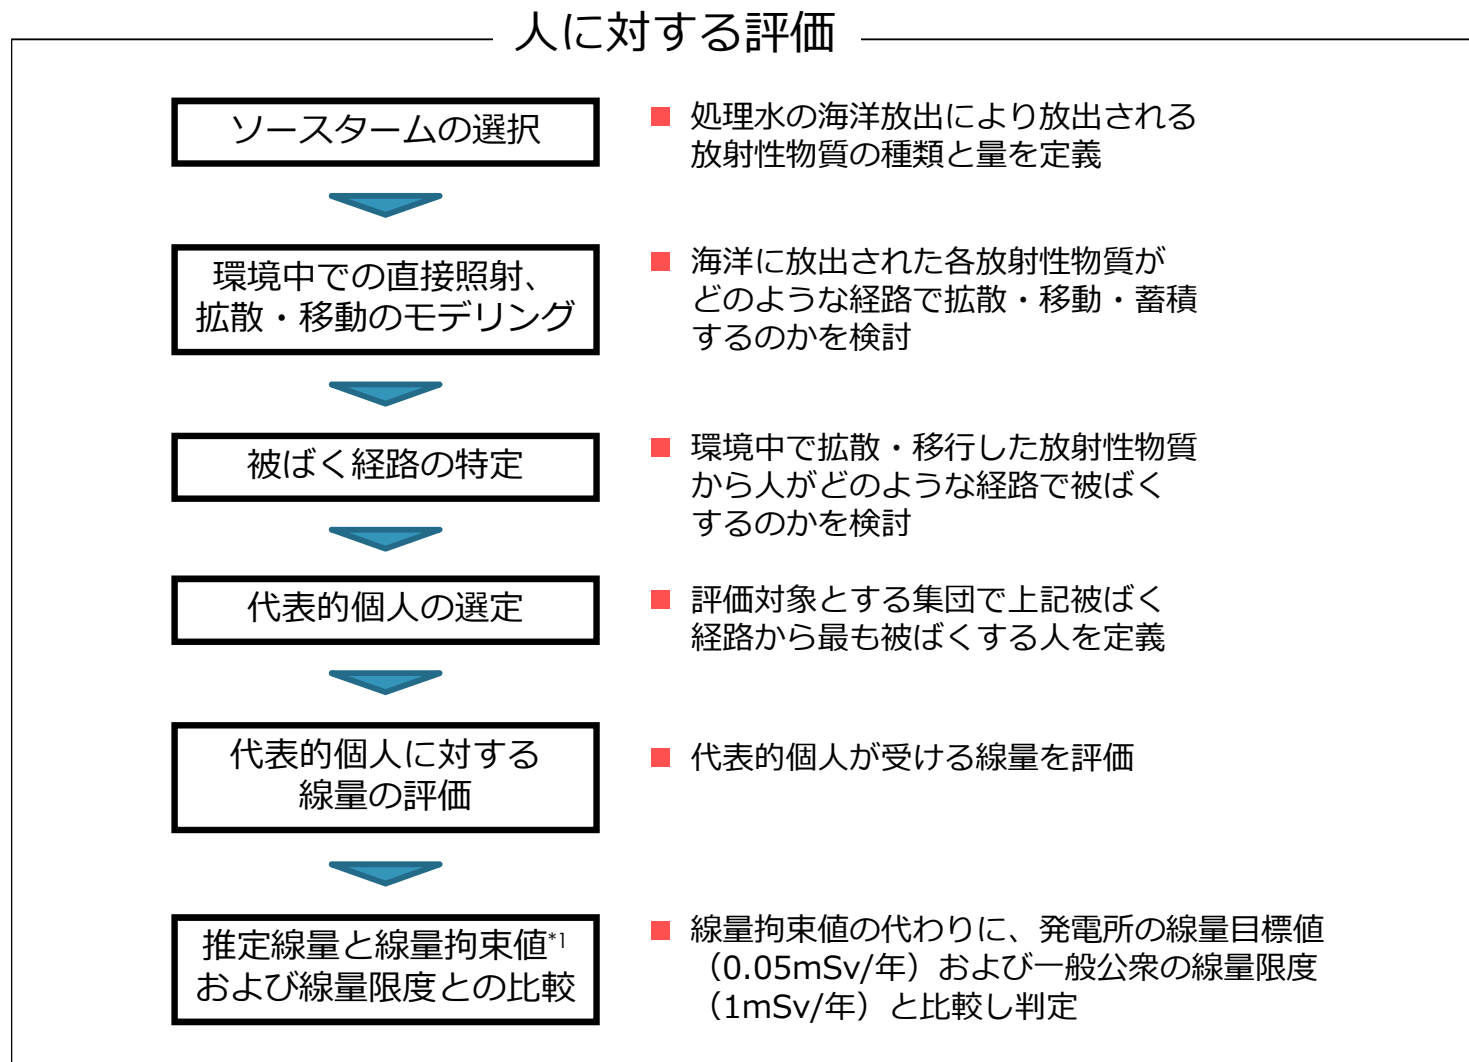 人に対する評価
ソースタームの選択
■ 処理水の海洋放出により放出される
放射性物質の種類と量を定義
環境中での直接照射、
拡散・移動のモデリング
■ 海洋に放出された各放射性物質が
どのような経路で拡散・移動・蓄積
するのかを検討
被ばく経路の特定
■ 環境中で拡散・移行した放射性物質
から人がどのような経路で被ばく
するのかを検討
代表的個人の選定
■ 評価対象とする集団で上記被ばく
経路から最も被ばくする人を定義
代表的個人に対する
線量の評価
■ 代表的個人が受ける線量を評価
推定線量と線量拘束値*1
および線量限度との比較
■ 線量拘束値の代わりに、発電所の線量目標値
（0.05mSv/年）および一般公衆の線量限度
（1mSv/年）と比較し判定